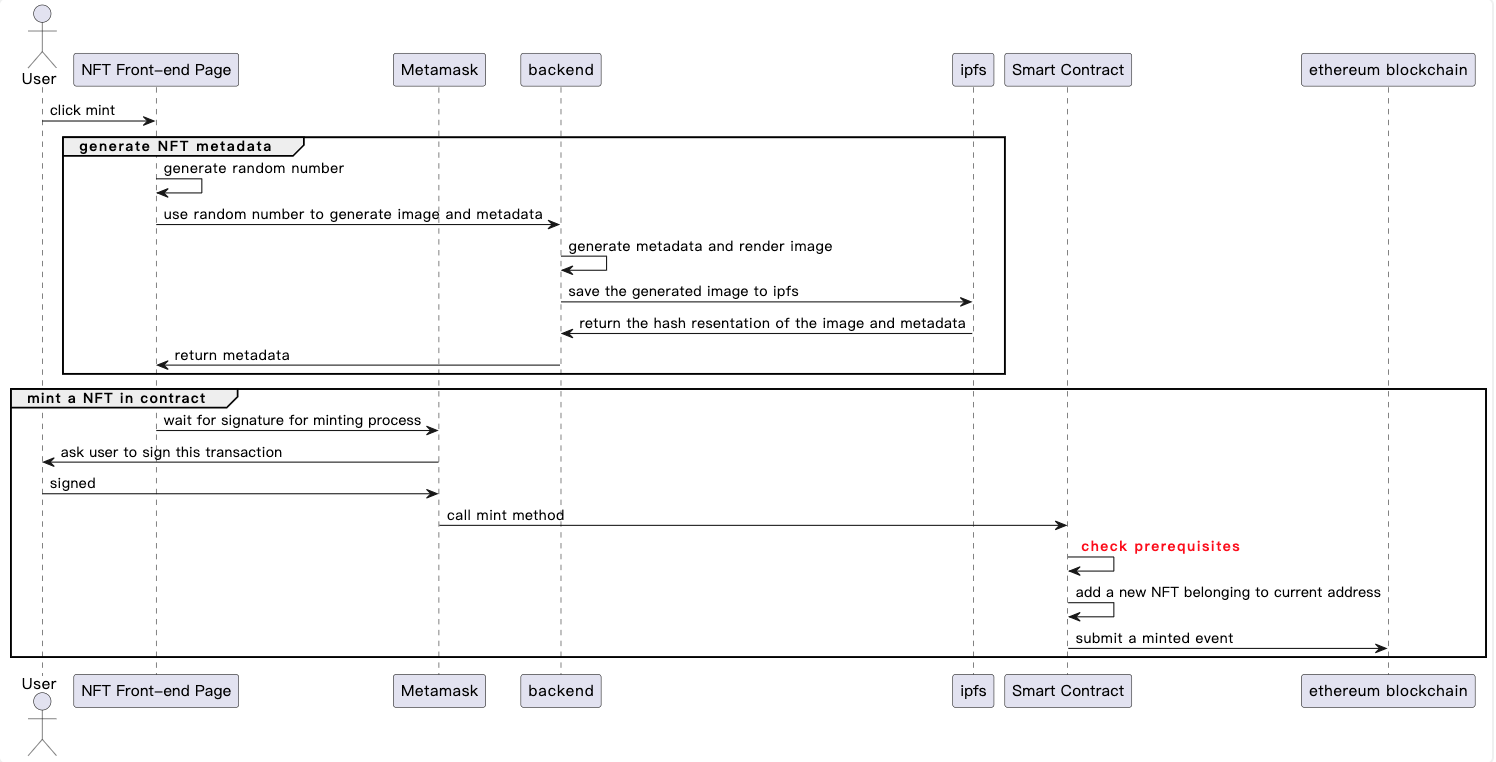 User
NFT Front-end Page
Metamask
backend
ipfs
Smart Contract
ethereum blockchain
click mint
generate NFT metadata
generate random number
use random number to generate image and metadata
generate metadata and render image
save the generated image to ipfs
return the hash resentation of the image and metadata
return metadata
mint a NFT in contract
wait for signature for minting process
ask user to sign this transaction
signed
call mint method
check prerequisites
add a new NFT belonging to current address
submit a minted event
User
NFT Front-end Page
Metamask
backend
ipfs
Smart Contract
ethereum blockchain